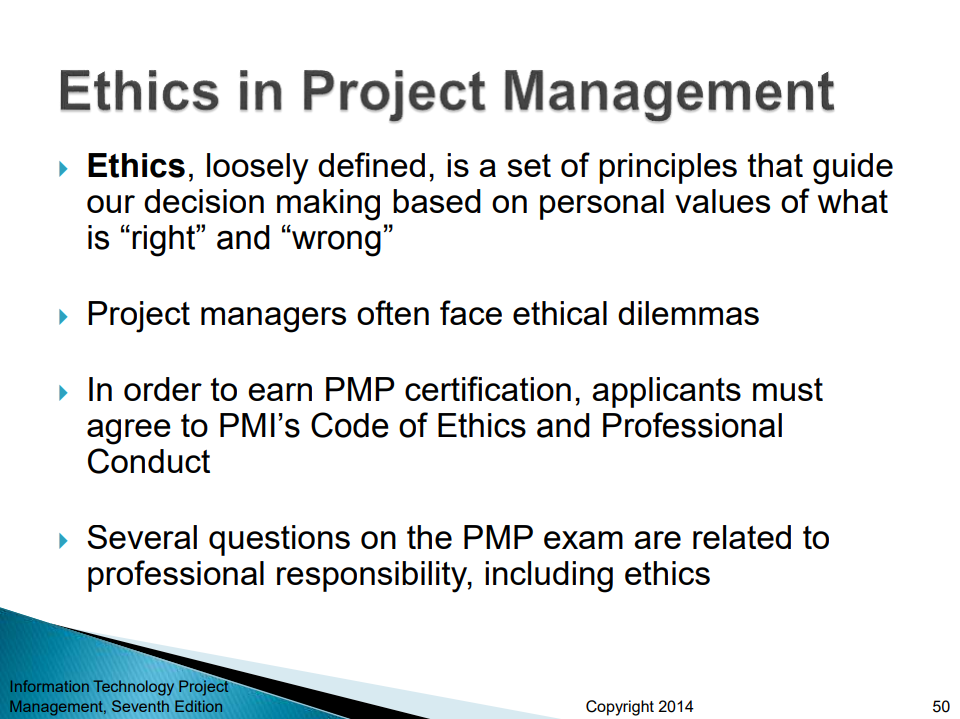 Ethics in Project Management
Ethics, loosely defined, is a set of principles that guide
our decision making based on personal values of what
is “right” and “wrong”
Project managers often face ethical dilemmas
In order to earn PMP certification, applicants must
agree to PMI’s Code of Ethics and Professional
Conduct
Several questions on the PMP exam are related to
professional responsibility, including ethics
Information Technology Project
Management, Seventh Edition
Copyright 2014
50